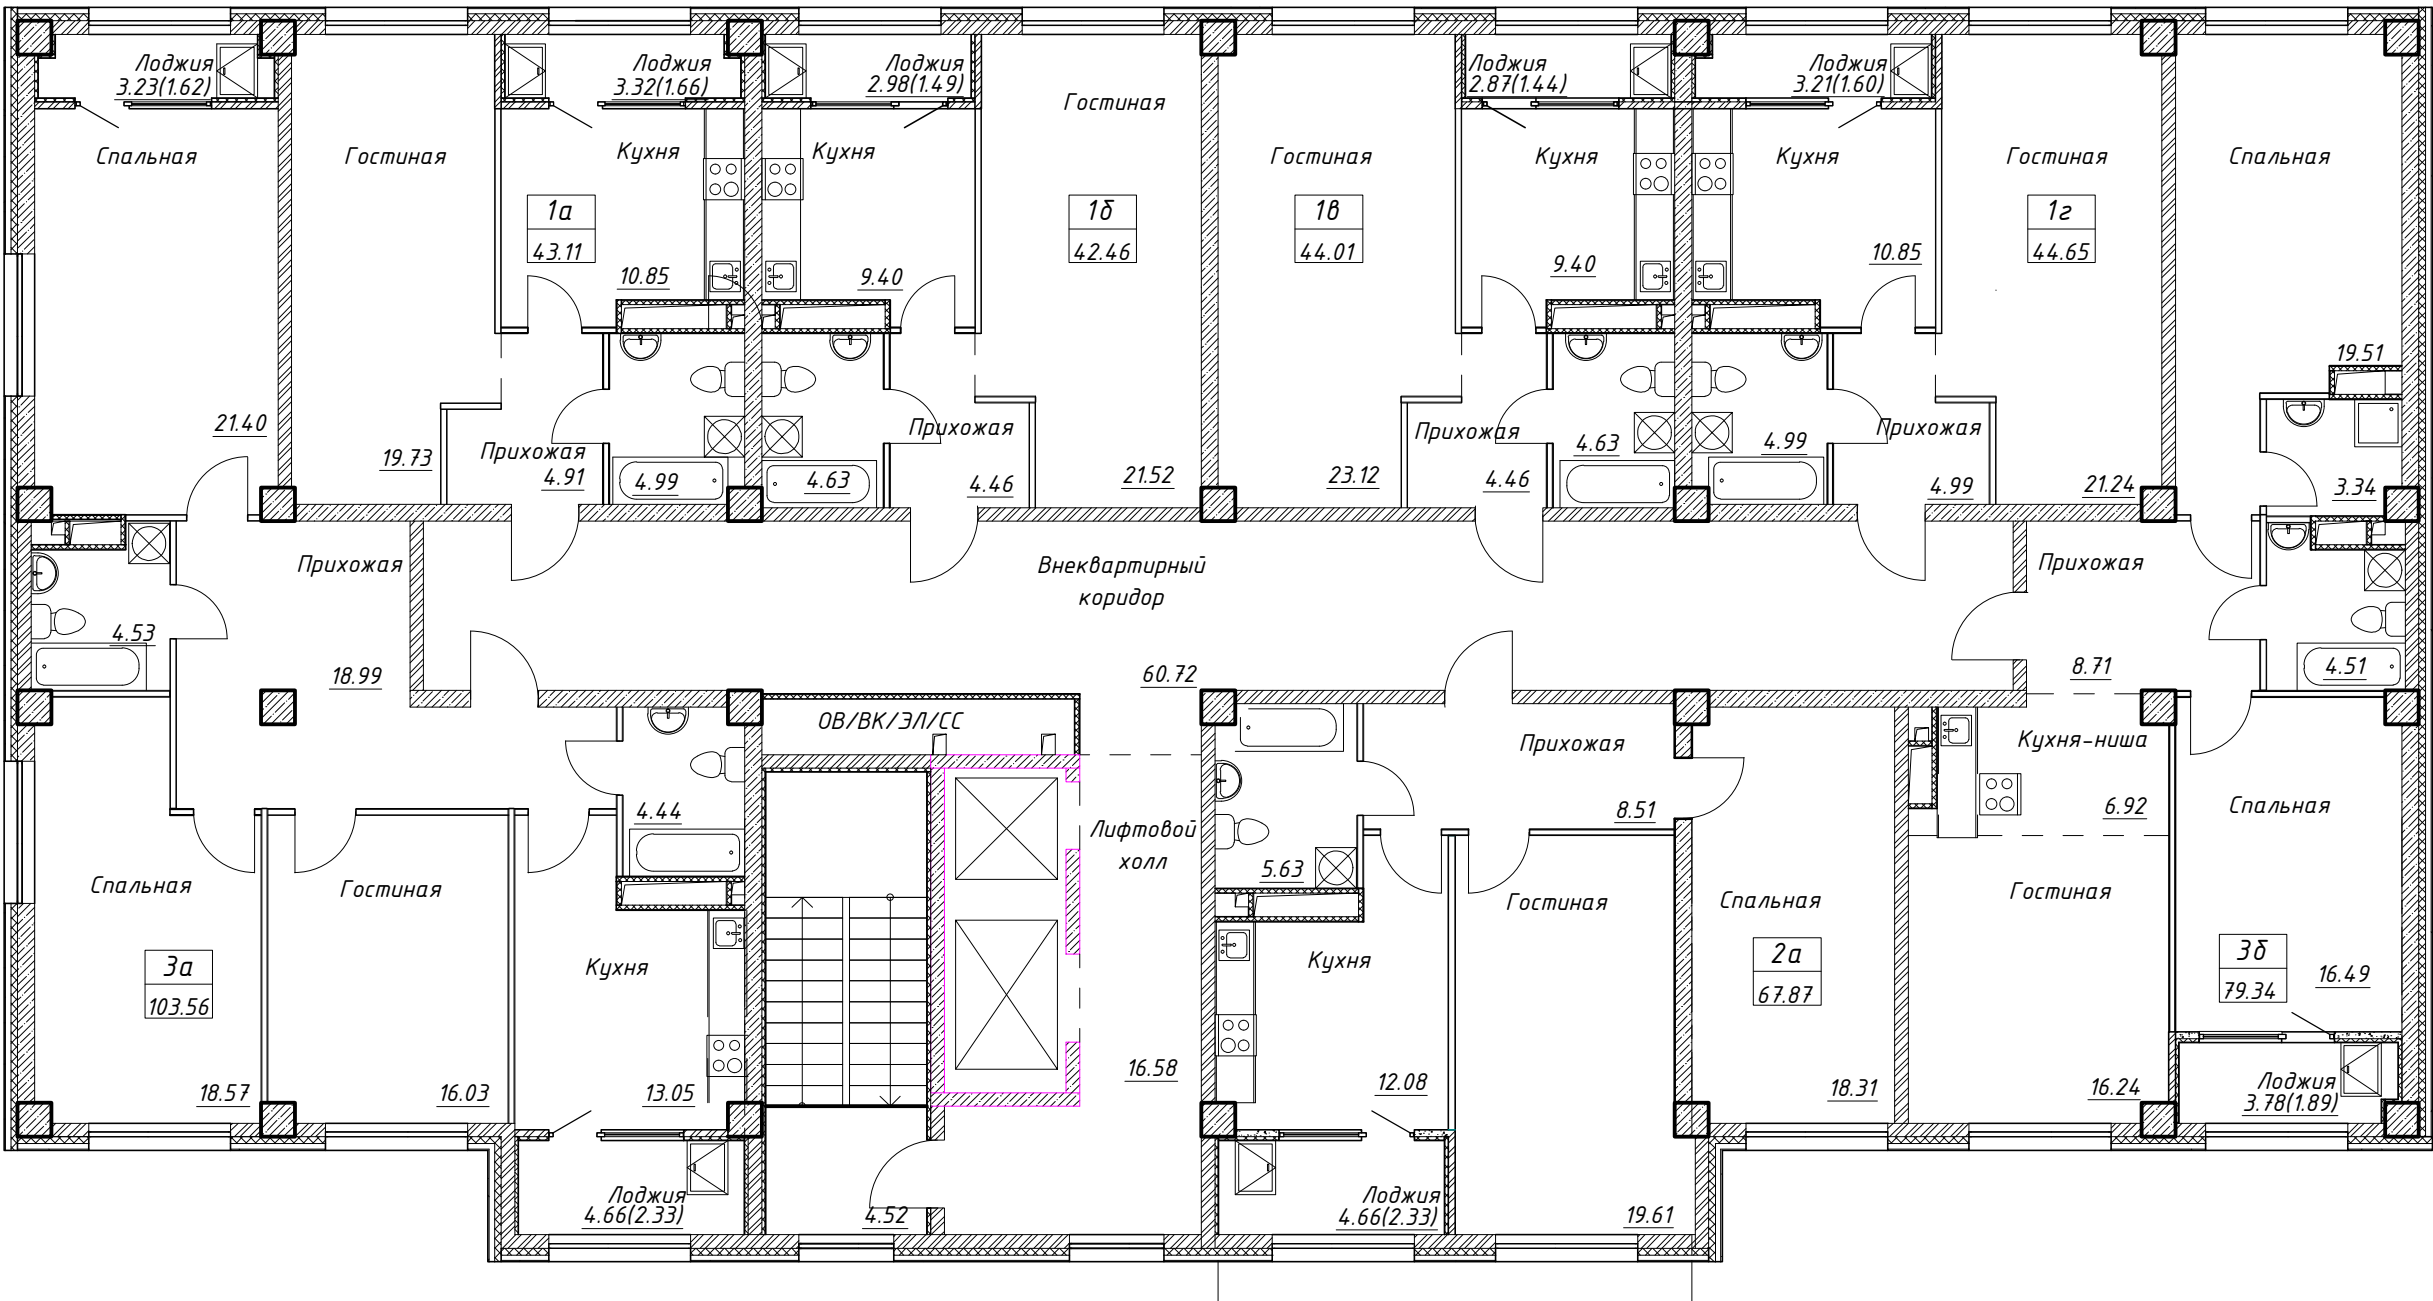 Лоджия
3.23(1.62)
Лоджия
3.32(1.66)
Лоджия
2.98(1.49)
Лоджия
2.87(1.44)
Лоджия
3.21(1.60)
Спальная
Гостиная
Кухня
Кухня
Гостиная
Гостиная
Кухня
Кухня
Гостиная
Спальная
1а
43.11
1б
42.46
1в
44.01
1г
44.65
10.85
9.40
9.40
10.85
19.51
21.40
19.73
Прихожая
4.91
4.99
4.63
Прихожая
4.46
21.52
23.12
Прихожая
4.46
4.63
4.99
Прихожая
4.99
21.24
3.34
Прихожая
18.99
4.53
Внеквартирный
коридор
60.72
Прихожая
8.71
4.51
ОВ/ВК/ЭЛ/СС
4.44
Лифтовой
холл
16.58
Прихожая
8.51
5.63
Кухня-ниша
6.92
Спальная
Спальная
Гостиная
Кухня
Кухня
Гостиная
Спальная
Гостиная
3а
103.56
2а
67.87
3б
79.34
16.49
18.57
16.03
13.05
12.08
18.31
16.24
Лоджия
3.78(1.89)
Лоджия
4.66(2.33)
4.52
Лоджия
4.66(2.33)
19.61